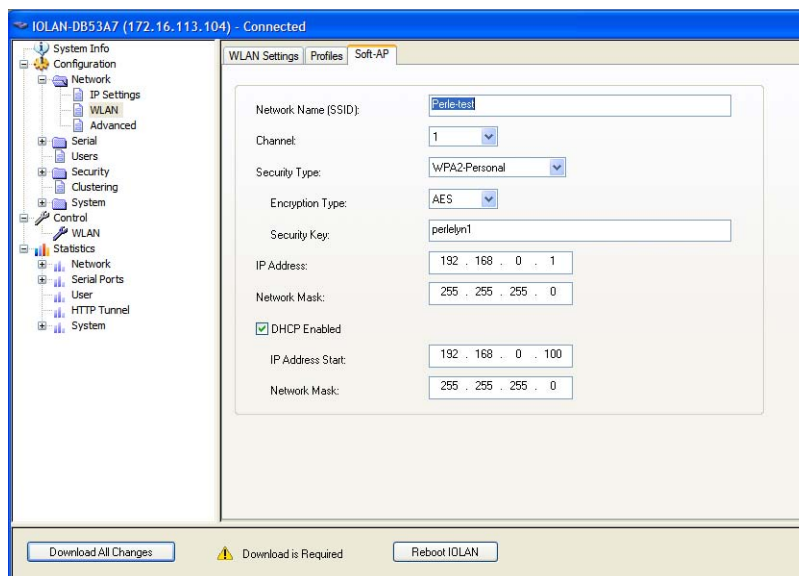 IOLAN-DB53A7 (172.16.113.104) - Connected
System Info
Configuration
Network
IP Settings
WLAN
Advanced
Serial
Users
Security
Clustering
System
Control
WLAN
Statistics
Network
Serial Ports
User
HTTP Tunnel
System
WLAN Settings Profiles Soft-AP
Network Name (SSID): Perle-test
Channel: 1
Security Type: WPA2-Personal
Encryption Type: AES
Security Key: perlelyn1
IP Address: 192 . 168 . 0 . 1
Network Mask: 255 . 255 . 255 . 0
DHCP Enabled
IP Address Start: 192 . 168 . 0 . 100
Network Mask: 255 . 255 . 255 . 0
Download All Changes Download is Required Reboot IOLAN